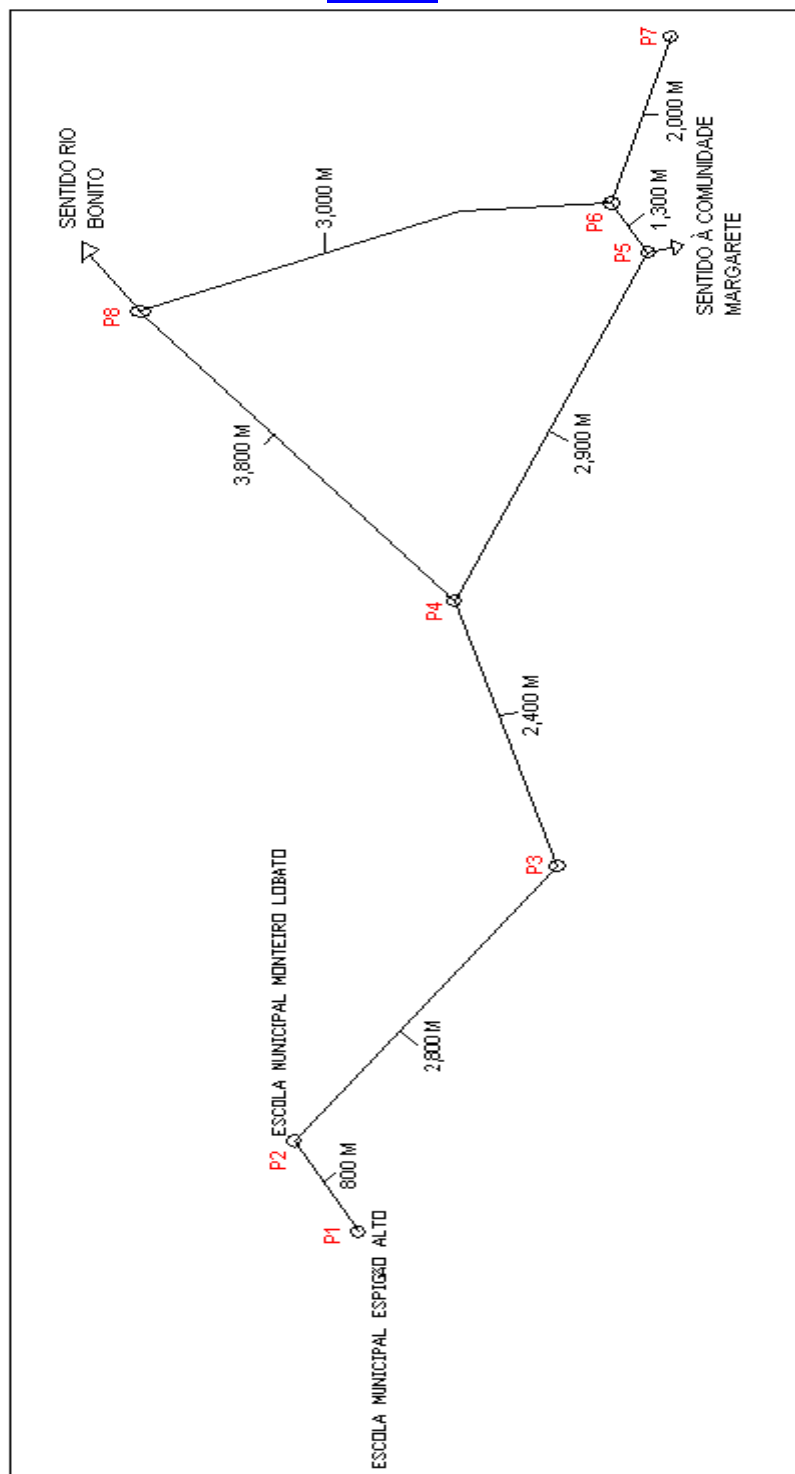 ESCOLA MUNICIPAL ESPIGÃO ALTO
P1
800 M
P2
ESCOLA MUNICIPAL MONTEIRO LOBATO
2,800 M
P3
2,400 M
P4
3,800 M
2,900 M
P8
SENTIDO RIO
BONITO
3,000 M
P5
1,300 M
P6
SENTIDO À COMUNIDADE
MARGARETE
2,000 M
P7